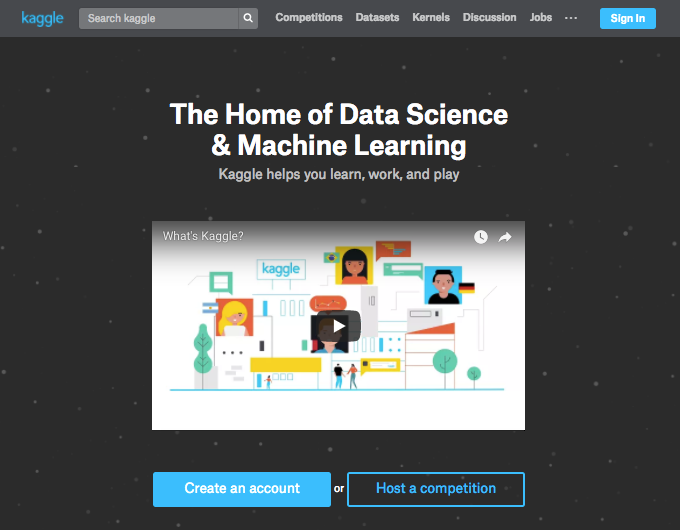 kaggle Search kaggle Competitions Datasets Kernels Discussion Jobs ... Sign In
The Home of Data Science
& Machine Learning
Kaggle helps you learn, work, and play
What's Kaggle?
kaggle
Create an account or Host a competition